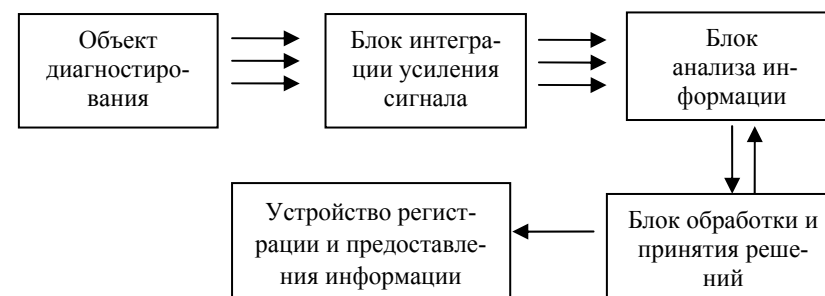 Объект
диагностиро-
вания
Блок интегра-
ции усиления
сигнала
Блок
анализа ин-
формации
Устройство регист-
рации и предоставле-
ния информации
Блок обработки и
принятия реше-
ний